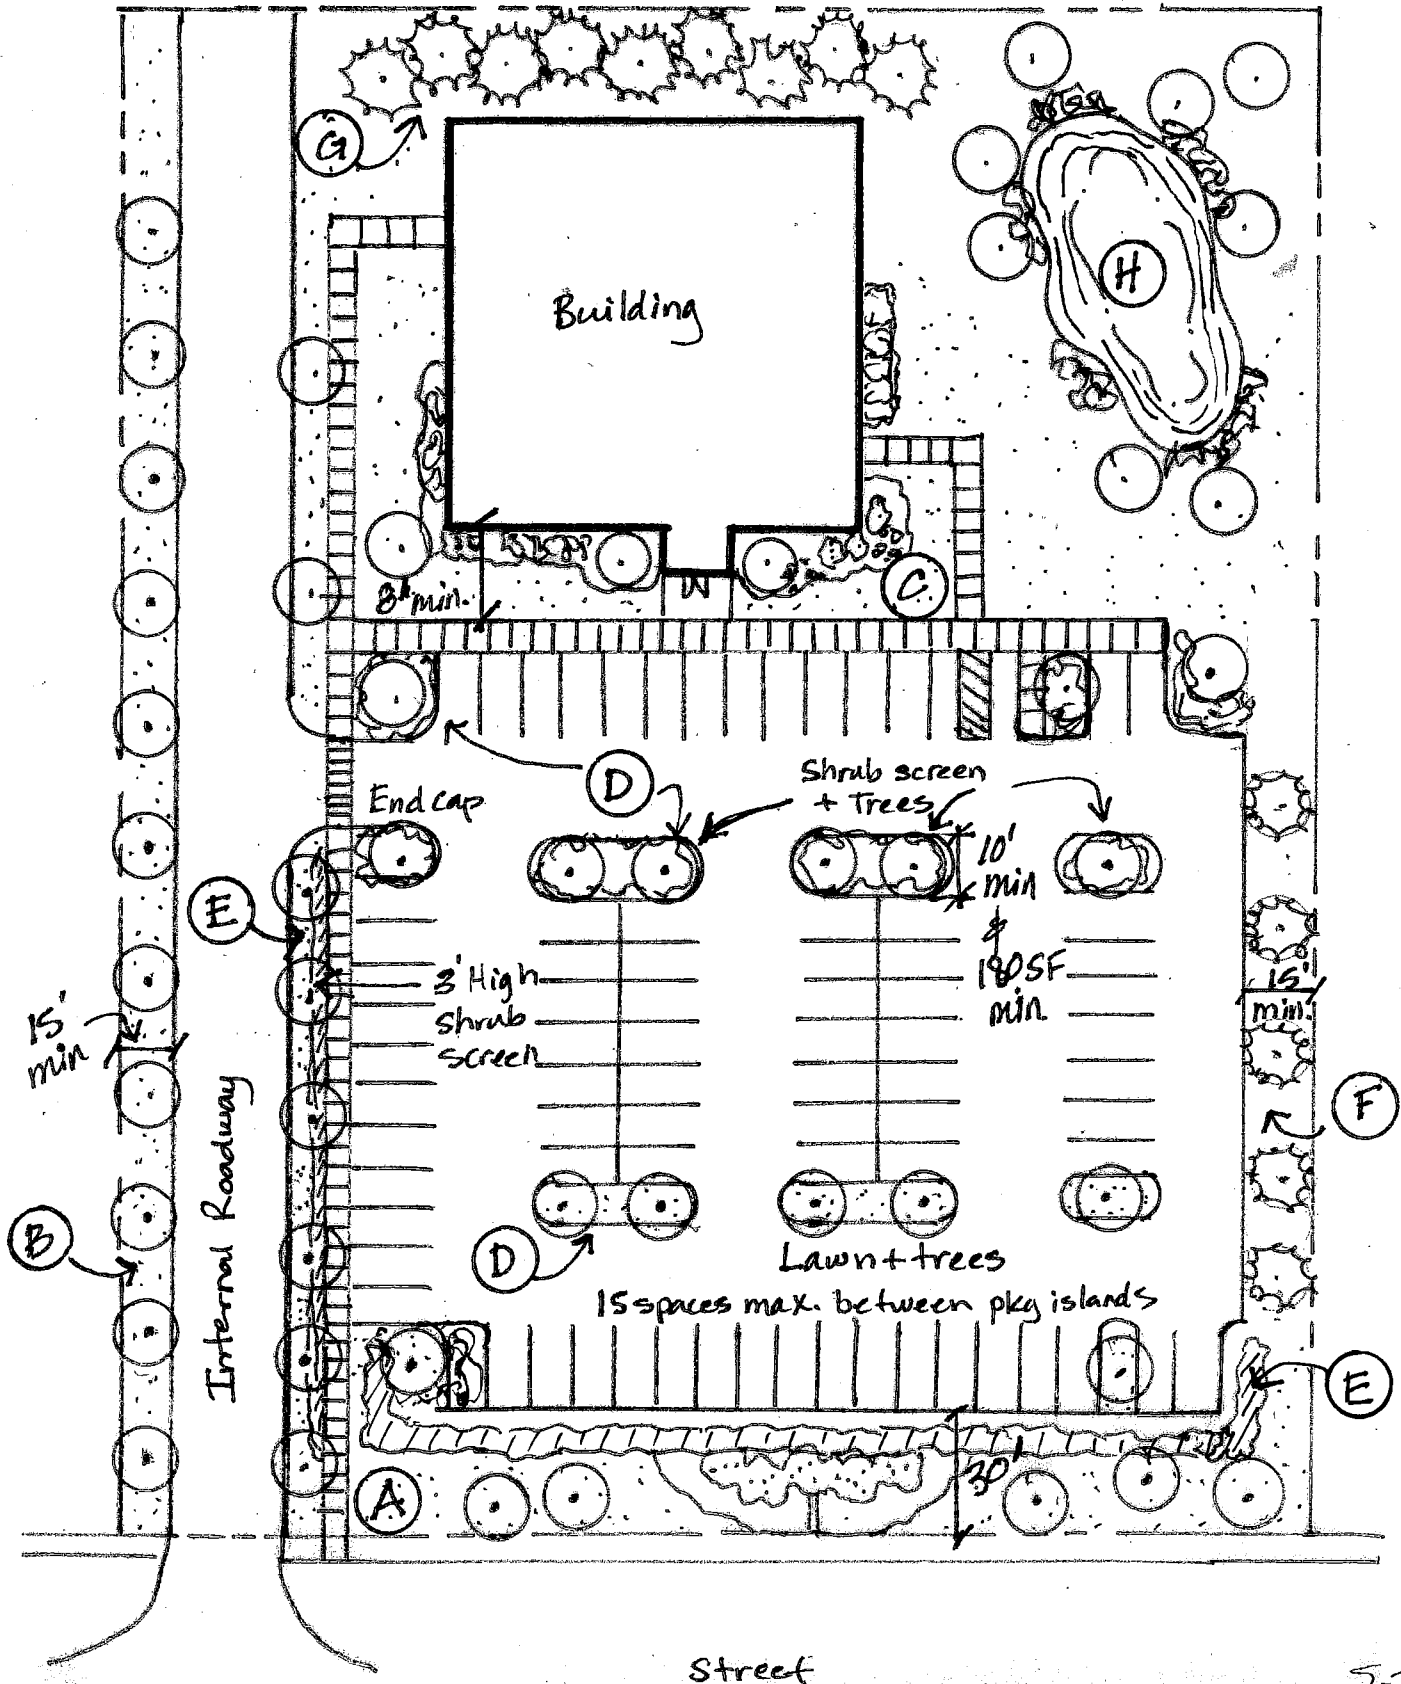 G
H
Building
C
8" min.
D
Shrub screen
+ Trees
End cap
10'
min
&
180SF
min.
E
3' High
Shrub
screen
15'
min
15'
min.
F
Internal Roadway
B
D
Lawn + trees
15 spaces max. between pkg islands
E
30'
A
Street